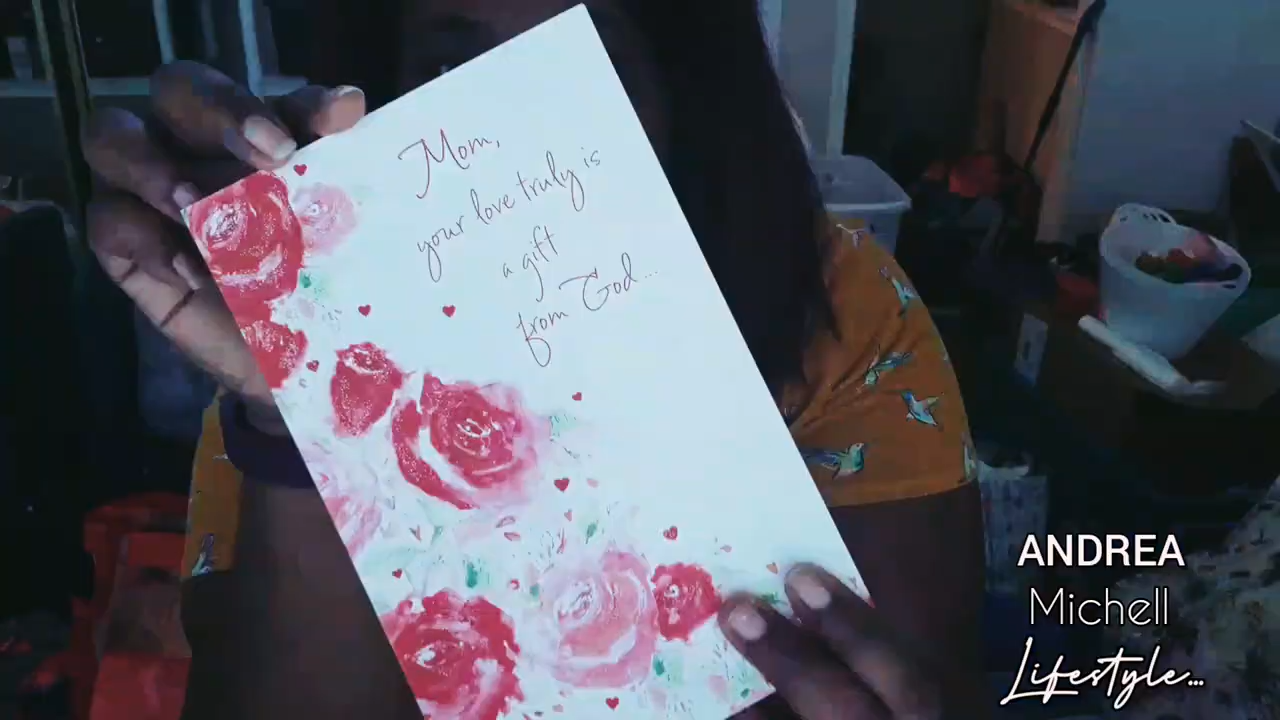 Mom,
your love truly is
a gift
from God...
ANDREA
Michell
Lifestyle...